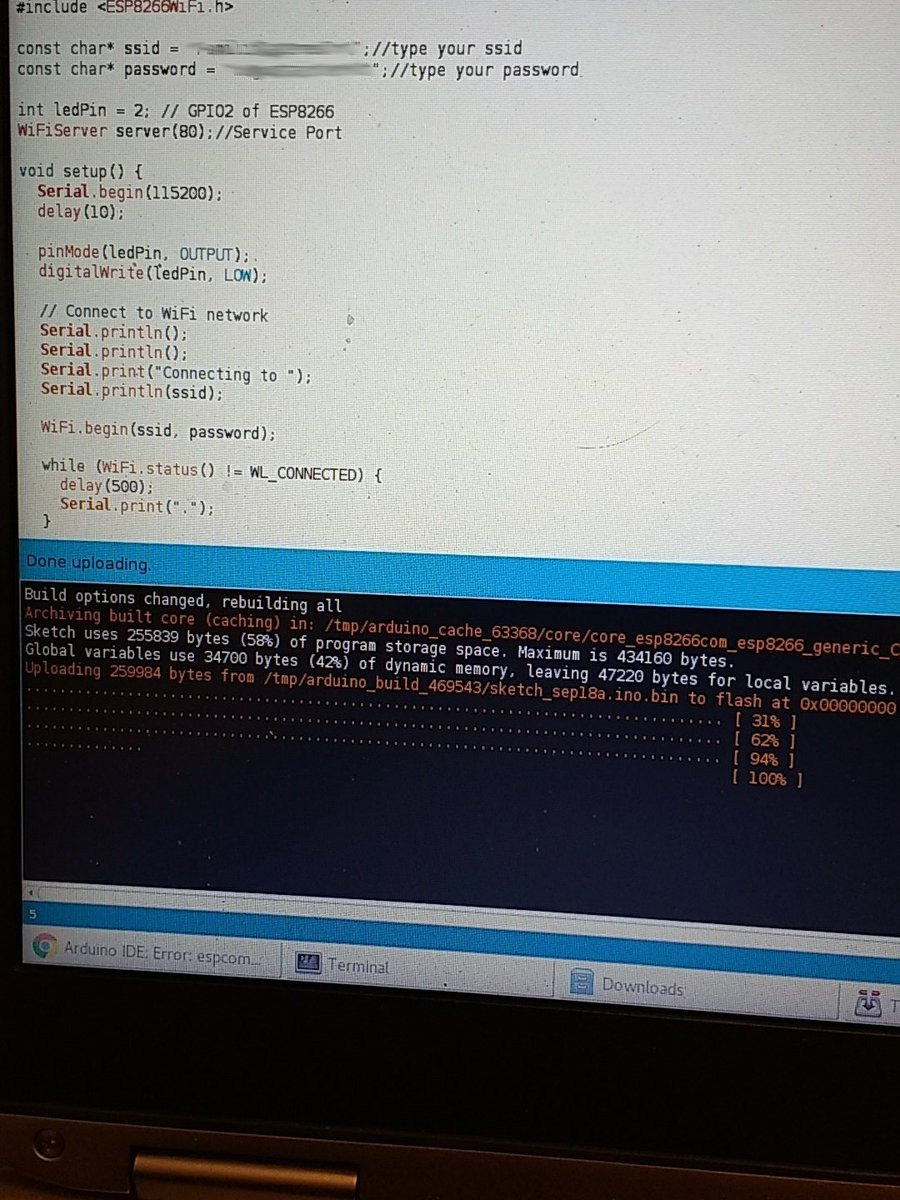 #include <ESP8266WiFi.h>
const char* ssid = ";//type your ssid
const char* password = ";//type your password
int ledPin = 2; // GPIO2 of ESP8266
WiFiServer server(80);//Service Port
void setup() {
Serial.begin(115200);
delay(10);
pinMode(ledPin, OUTPUT);
digitalWrite(ledPin, LOW);
// Connect to WiFi network
Serial.println();
Serial.println();
Serial.print("Connecting to ");
Serial.println(ssid);
WiFi.begin(ssid, password);
while (WiFi.status() != WL_CONNECTED) {
delay(500);
Serial.print(".");
}
Done uploading.
Build options changed, rebuilding all
Archiving built core (caching) in: /tmp/arduino_cache_63368/core/core_esp8266com_esp8266_generic_C
Sketch uses 255839 bytes (58%) of program storage space. Maximum is 434160 bytes.
Global variables use 34700 bytes (42%) of dynamic memory, leaving 47220 bytes for local variables.
Uploading 259984 bytes from /tmp/arduino_build_469543/sketch_sep18a.ino.bin to flash at 0x00000000
................................................................................ [ 31% ]
................................................................................ [ 62% ]
................................................................................ [ 94% ]
.............. [ 100% ]
5
Arduino IDE: Error: espcom...
Terminal
Downloads
T